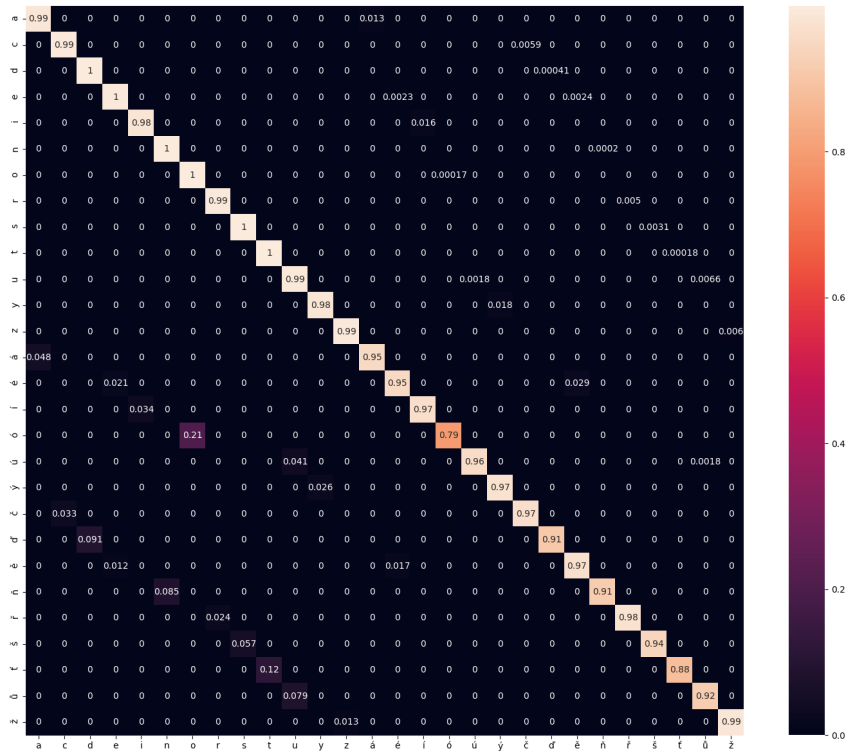 a 0.99 0 0 0 0 0 0 0 0 0 0 0 0 0.013 0 0 0 0 0 0 0 0 0 0 0 0 0 0
c 0 0.99 0 0 0 0 0 0 0 0 0 0 0 0 0 0 0 0 0 0.0059 0 0 0 0 0 0 0 0
d 0 0 1 0 0 0 0 0 0 0 0 0 0 0 0 0 0 0 0 0 0.00041 0 0 0 0 0 0 0
e 0 0 0 1 0 0 0 0 0 0 0 0 0 0 0.0023 0 0 0 0 0 0 0.0024 0 0 0 0 0 0
i 0 0 0 0 0.98 0 0 0 0 0 0 0 0 0 0 0.016 0 0 0 0 0 0 0 0 0 0 0 0
n 0 0 0 0 0 1 0 0 0 0 0 0 0 0 0 0 0 0 0 0 0 0 0.0002 0 0 0 0 0
o 0 0 0 0 0 0 1 0 0 0 0 0 0 0 0 0 0.00017 0 0 0 0 0 0 0 0 0 0 0
r 0 0 0 0 0 0 0 0.99 0 0 0 0 0 0 0 0 0 0 0 0 0 0 0 0.005 0 0 0 0
s 0 0 0 0 0 0 0 0 1 0 0 0 0 0 0 0 0 0 0 0 0 0 0 0 0.0031 0 0 0
t 0 0 0 0 0 0 0 0 0 1 0 0 0 0 0 0 0 0 0 0 0 0 0 0 0 0.00018 0 0
u 0 0 0 0 0 0 0 0 0 0 0.99 0 0 0 0 0 0 0.0018 0 0 0 0 0 0 0 0 0.0066 0
y 0 0 0 0 0 0 0 0 0 0 0 0.98 0 0 0 0 0 0 0.018 0 0 0 0 0 0 0 0 0
z 0 0 0 0 0 0 0 0 0 0 0 0 0.99 0 0 0 0 0 0 0 0 0 0 0 0 0 0 0.006
á 0.048 0 0 0 0 0 0 0 0 0 0 0 0 0.95 0 0 0 0 0 0 0 0 0 0 0 0 0 0
é 0 0 0 0.021 0 0 0 0 0 0 0 0 0 0 0.95 0 0 0 0 0 0 0.029 0 0 0 0 0 0
í 0 0 0 0 0.034 0 0 0 0 0 0 0 0 0 0 0.97 0 0 0 0 0 0 0 0 0 0 0 0
ó 0 0 0 0 0 0 0.21 0 0 0 0 0 0 0 0 0 0.79 0 0 0 0 0 0 0 0 0 0 0
ú 0 0 0 0 0 0 0 0 0 0 0.041 0 0 0 0 0 0 0.96 0 0 0 0 0 0 0 0 0.0018 0
ý 0 0 0 0 0 0 0 0 0 0 0 0.026 0 0 0 0 0 0 0.97 0 0 0 0 0 0 0 0 0
č 0 0.033 0 0 0 0 0 0 0 0 0 0 0 0 0 0 0 0 0 0.97 0 0 0 0 0 0 0 0
ď 0 0 0.091 0 0 0 0 0 0 0 0 0 0 0 0 0 0 0 0 0 0.91 0 0 0 0 0 0 0
ě 0 0 0 0.012 0 0 0 0 0 0 0 0 0 0 0.017 0 0 0 0 0 0 0.97 0 0 0 0 0 0
ň 0 0 0 0 0 0.085 0 0 0 0 0 0 0 0 0 0 0 0 0 0 0 0 0.91 0 0 0 0 0
ř 0 0 0 0 0 0 0 0.024 0 0 0 0 0 0 0 0 0 0 0 0 0 0 0 0.98 0 0 0 0
š 0 0 0 0 0 0 0 0 0.057 0 0 0 0 0 0 0 0 0 0 0 0 0 0 0 0.94 0 0 0
ť 0 0 0 0 0 0 0 0 0 0.12 0 0 0 0 0 0 0 0 0 0 0 0 0 0 0 0.88 0 0
ů 0 0 0 0 0 0 0 0 0 0 0.079 0 0 0 0 0 0 0 0 0 0 0 0 0 0 0 0.92 0
ž 0 0 0 0 0 0 0 0 0 0 0 0 0.013 0 0 0 0 0 0 0 0 0 0 0 0 0 0 0.99
a c d e i n o r s t u y z á é í ó ú ý č ď ě ň ř š ť ů ž
0.8
0.6
0.4
0.2
0.0